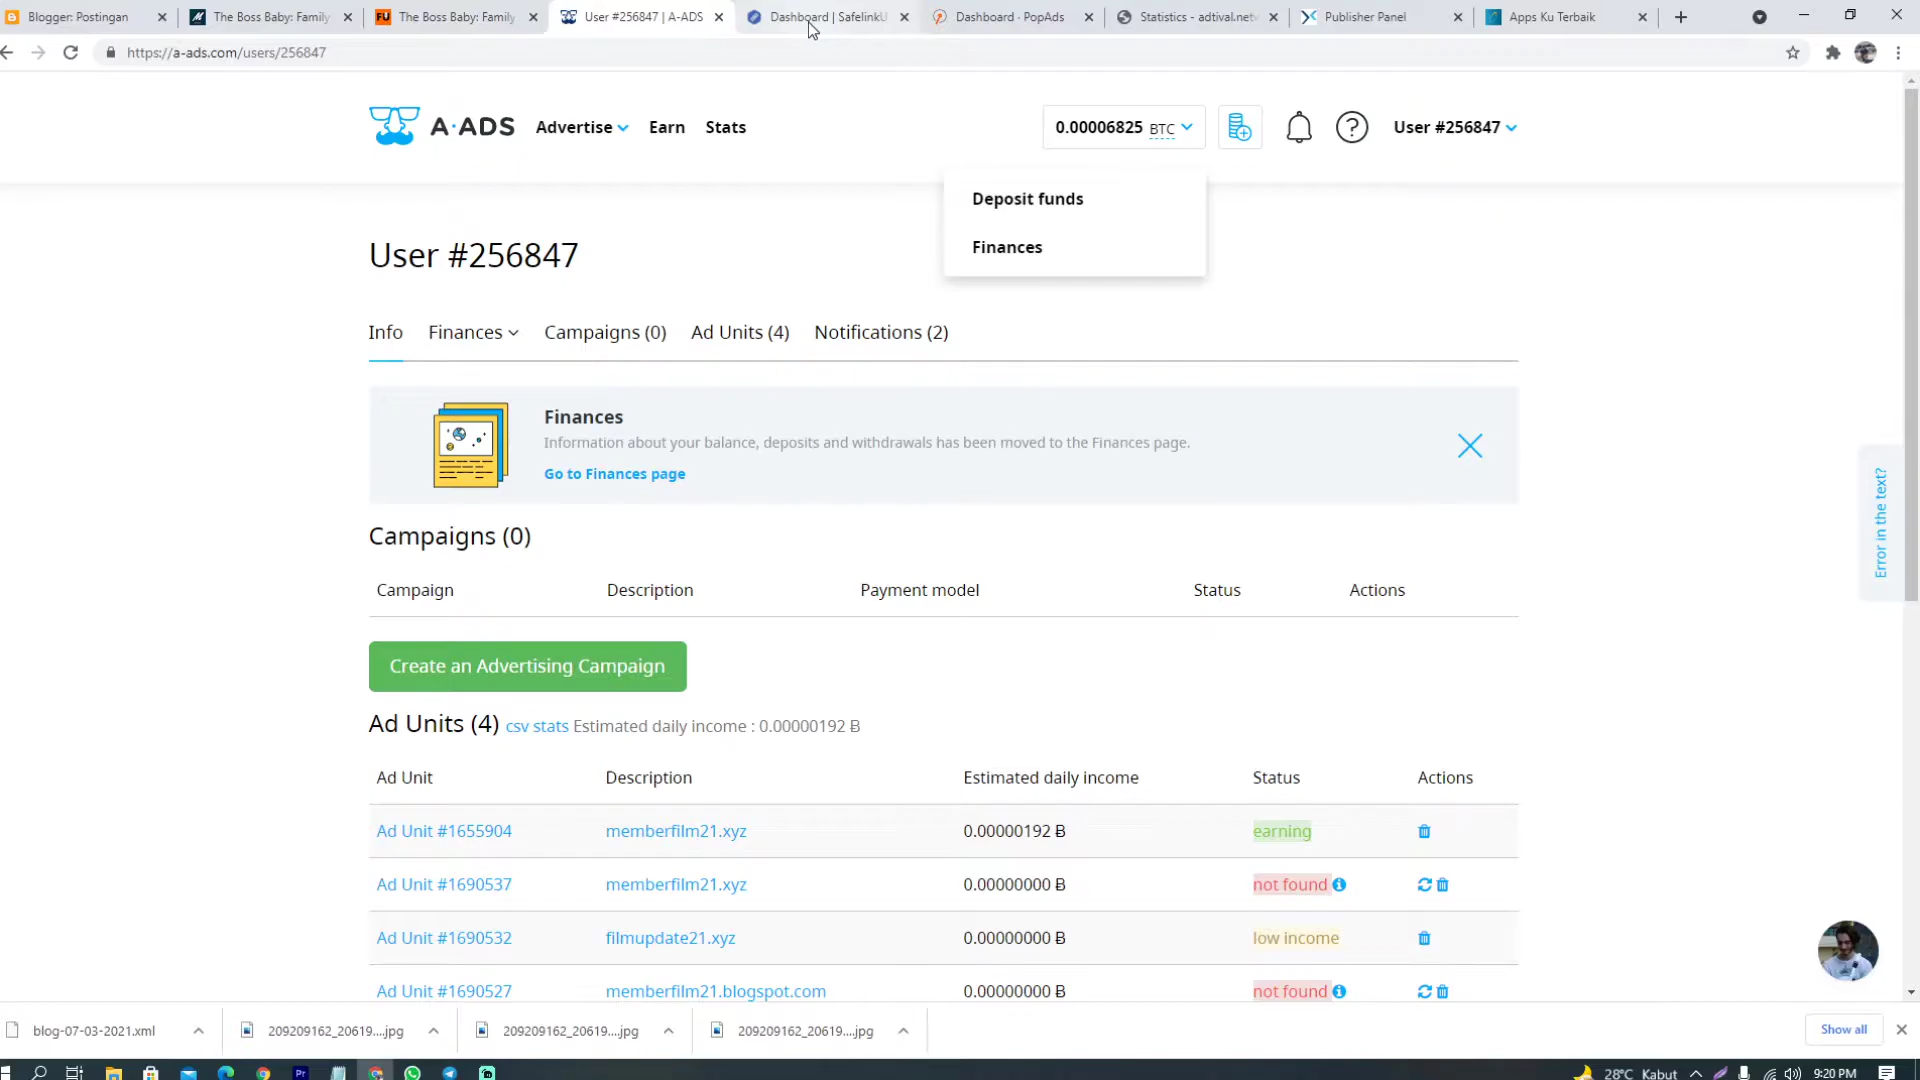 Blogger: Postingan
The Boss Baby: Family
The Boss Baby: Family
User #256847 | A-ADS
Dashboard | SafelinkU
Dashboard · PopAds
Statistics - adtival.net
Publisher Panel
Apps Ku Terbaik
https://a-ads.com/users/256847
A·ADS
Advertise
Earn
Stats
0.00006825 BTC
User #256847
Deposit funds
Finances
User #256847
Info
Finances
Campaigns (0)
Ad Units (4)
Notifications (2)
Finances
Information about your balance, deposits and withdrawals has been moved to the Finances page.
Go to Finances page
Error in the text?
Campaigns (0)
Campaign Description Payment model Status Actions
Create an Advertising Campaign
Ad Units (4) csv stats Estimated daily income : 0.00000192 Ƀ
Ad Unit Description Estimated daily income Status Actions
Ad Unit #1655904 memberfilm21.xyz 0.00000192 Ƀ earning
Ad Unit #1690537 memberfilm21.xyz 0.00000000 Ƀ not found
Ad Unit #1690532 filmupdate21.xyz 0.00000000 Ƀ low income
Ad Unit #1690527 memberfilm21.blogspot.com 0.00000000 Ƀ not found
blog-07-03-2021.xml
209209162_20619....jpg
209209162_20619....jpg
209209162_20619....jpg
Show all
28°C Kabut
9:20 PM